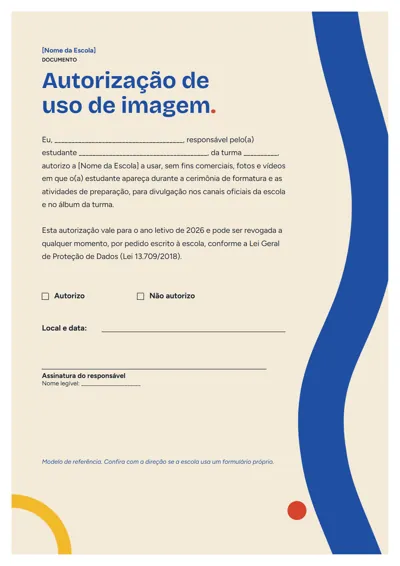 [Nome da Escola]
DOCUMENTO
Autorização de
uso de imagem.
Eu, ________________________________, responsável pelo(a)
estudante ________________________________, da turma _________,
autorizo a [Nome da Escola] a usar, sem fins comerciais, fotos e vídeos
em que o(a) estudante apareça durante a cerimônia de formatura e as
atividades de preparação, para divulgação nos canais oficiais da escola
e no álbum da turma.
Esta autorização vale para o ano letivo de 2026 e pode ser revogada a
qualquer momento, por pedido escrito à escola, conforme a Lei Geral
de Proteção de Dados (Lei 13.709/2018).
Autorizo Não autorizo
Local e data:
Assinatura do responsável
Nome legível: ____________________
Modelo de referência. Confira com a direção se a escola usa um formulário próprio.